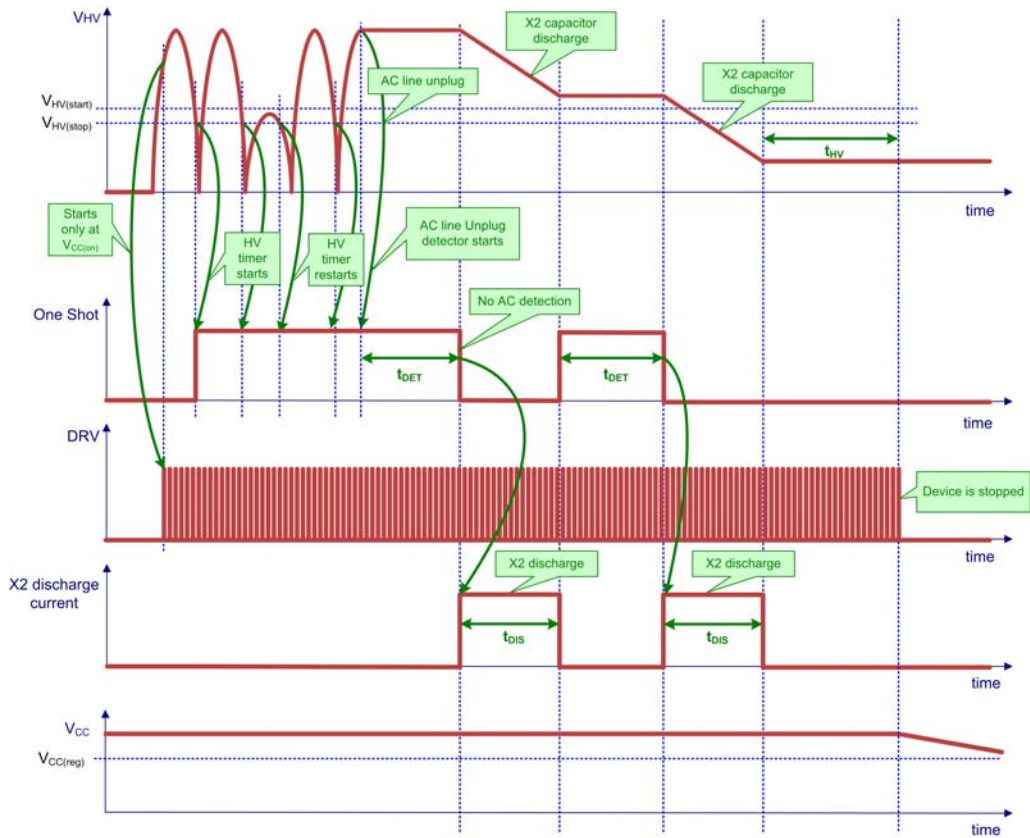 VHV
X2 capacitor
discharge
X2 capacitor
discharge
AC line unplug
VHV(start)
VHV(stop)
tHV
time
Starts
only at
VCC(on)
HV
timer
starts
HV
timer
restarts
AC line Unplug
detector starts
No AC detection
One Shot
tDET
tDET
time
DRV
Device is stopped
time
X2 discharge
current
X2 discharge
X2 discharge
tDIS
tDIS
time
VCC
VCC(reg)
time